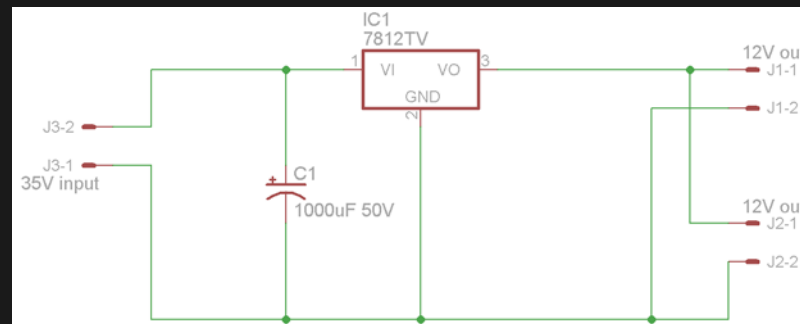 IC1
7812TV
1
VI
VO
3
GND
2
12V ou
J1-1
J1-2
J3-2
J3-1
35V input
+
C1
1000uF 50V
12V ou
J2-1
J2-2